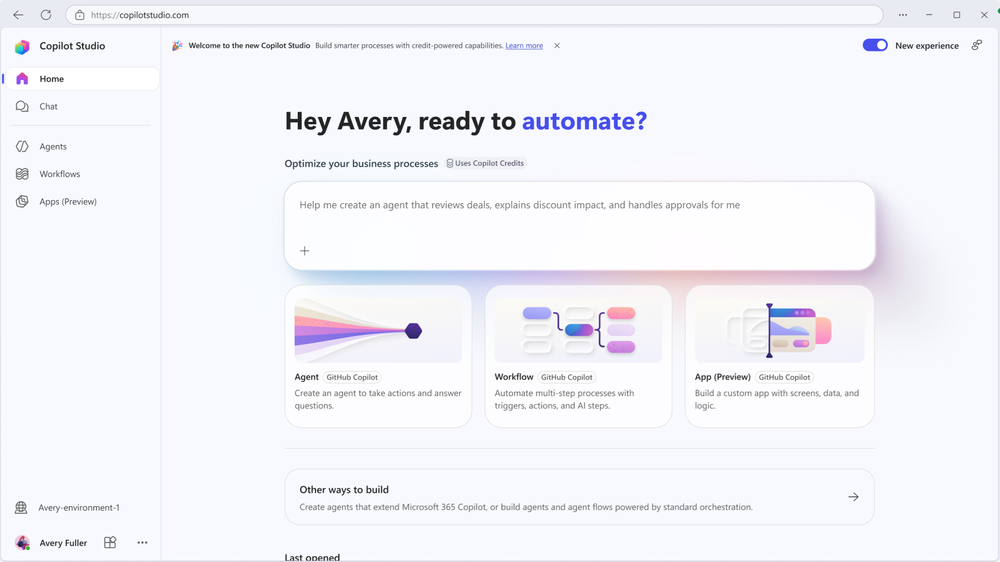 https://copilotstudio.com
Copilot Studio
Welcome to the new Copilot Studio Build smarter processes with credit-powered capabilities. Learn more
New experience
Home
Chat
Agents
Workflows
Apps (Preview)
Hey Avery, ready to automate?
Optimize your business processes Uses Copilot Credits
Help me create an agent that reviews deals, explains discount impact, and handles approvals for me
Agent GitHub Copilot
Create an agent to take actions and answer
questions.
Workflow GitHub Copilot
Automate multi-step processes with
triggers, actions, and AI steps.
App (Preview) GitHub Copilot
Build a custom app with screens, data, and
logic.
Other ways to build
Create agents that extend Microsoft 365 Copilot, or build agents and agent flows powered by standard orchestration.
Last opened
Avery-environment-1
Avery Fuller